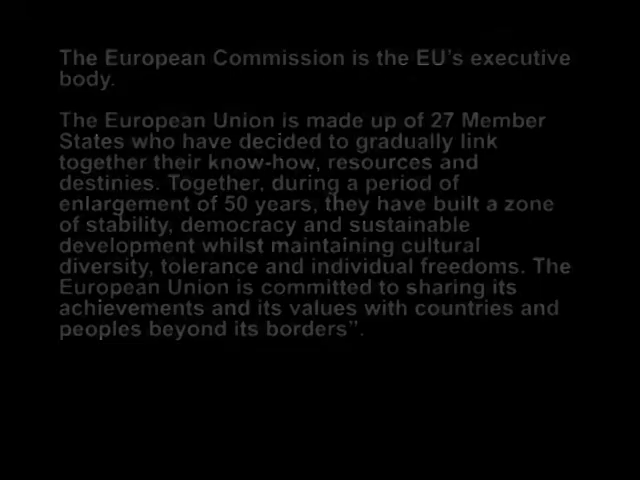 The European Commission is the EU's executive
body.
The European Union is made up of 27 Member
States who have decided to gradually link
together their know-how, resources and
destinies. Together, during a period of
enlargement of 50 years, they have built a zone
of stability, democracy and sustainable
development whilst maintaining cultural
diversity, tolerance and individual freedoms. The
European Union is committed to sharing its
achievements and its values with countries and
peoples beyond its borders”.